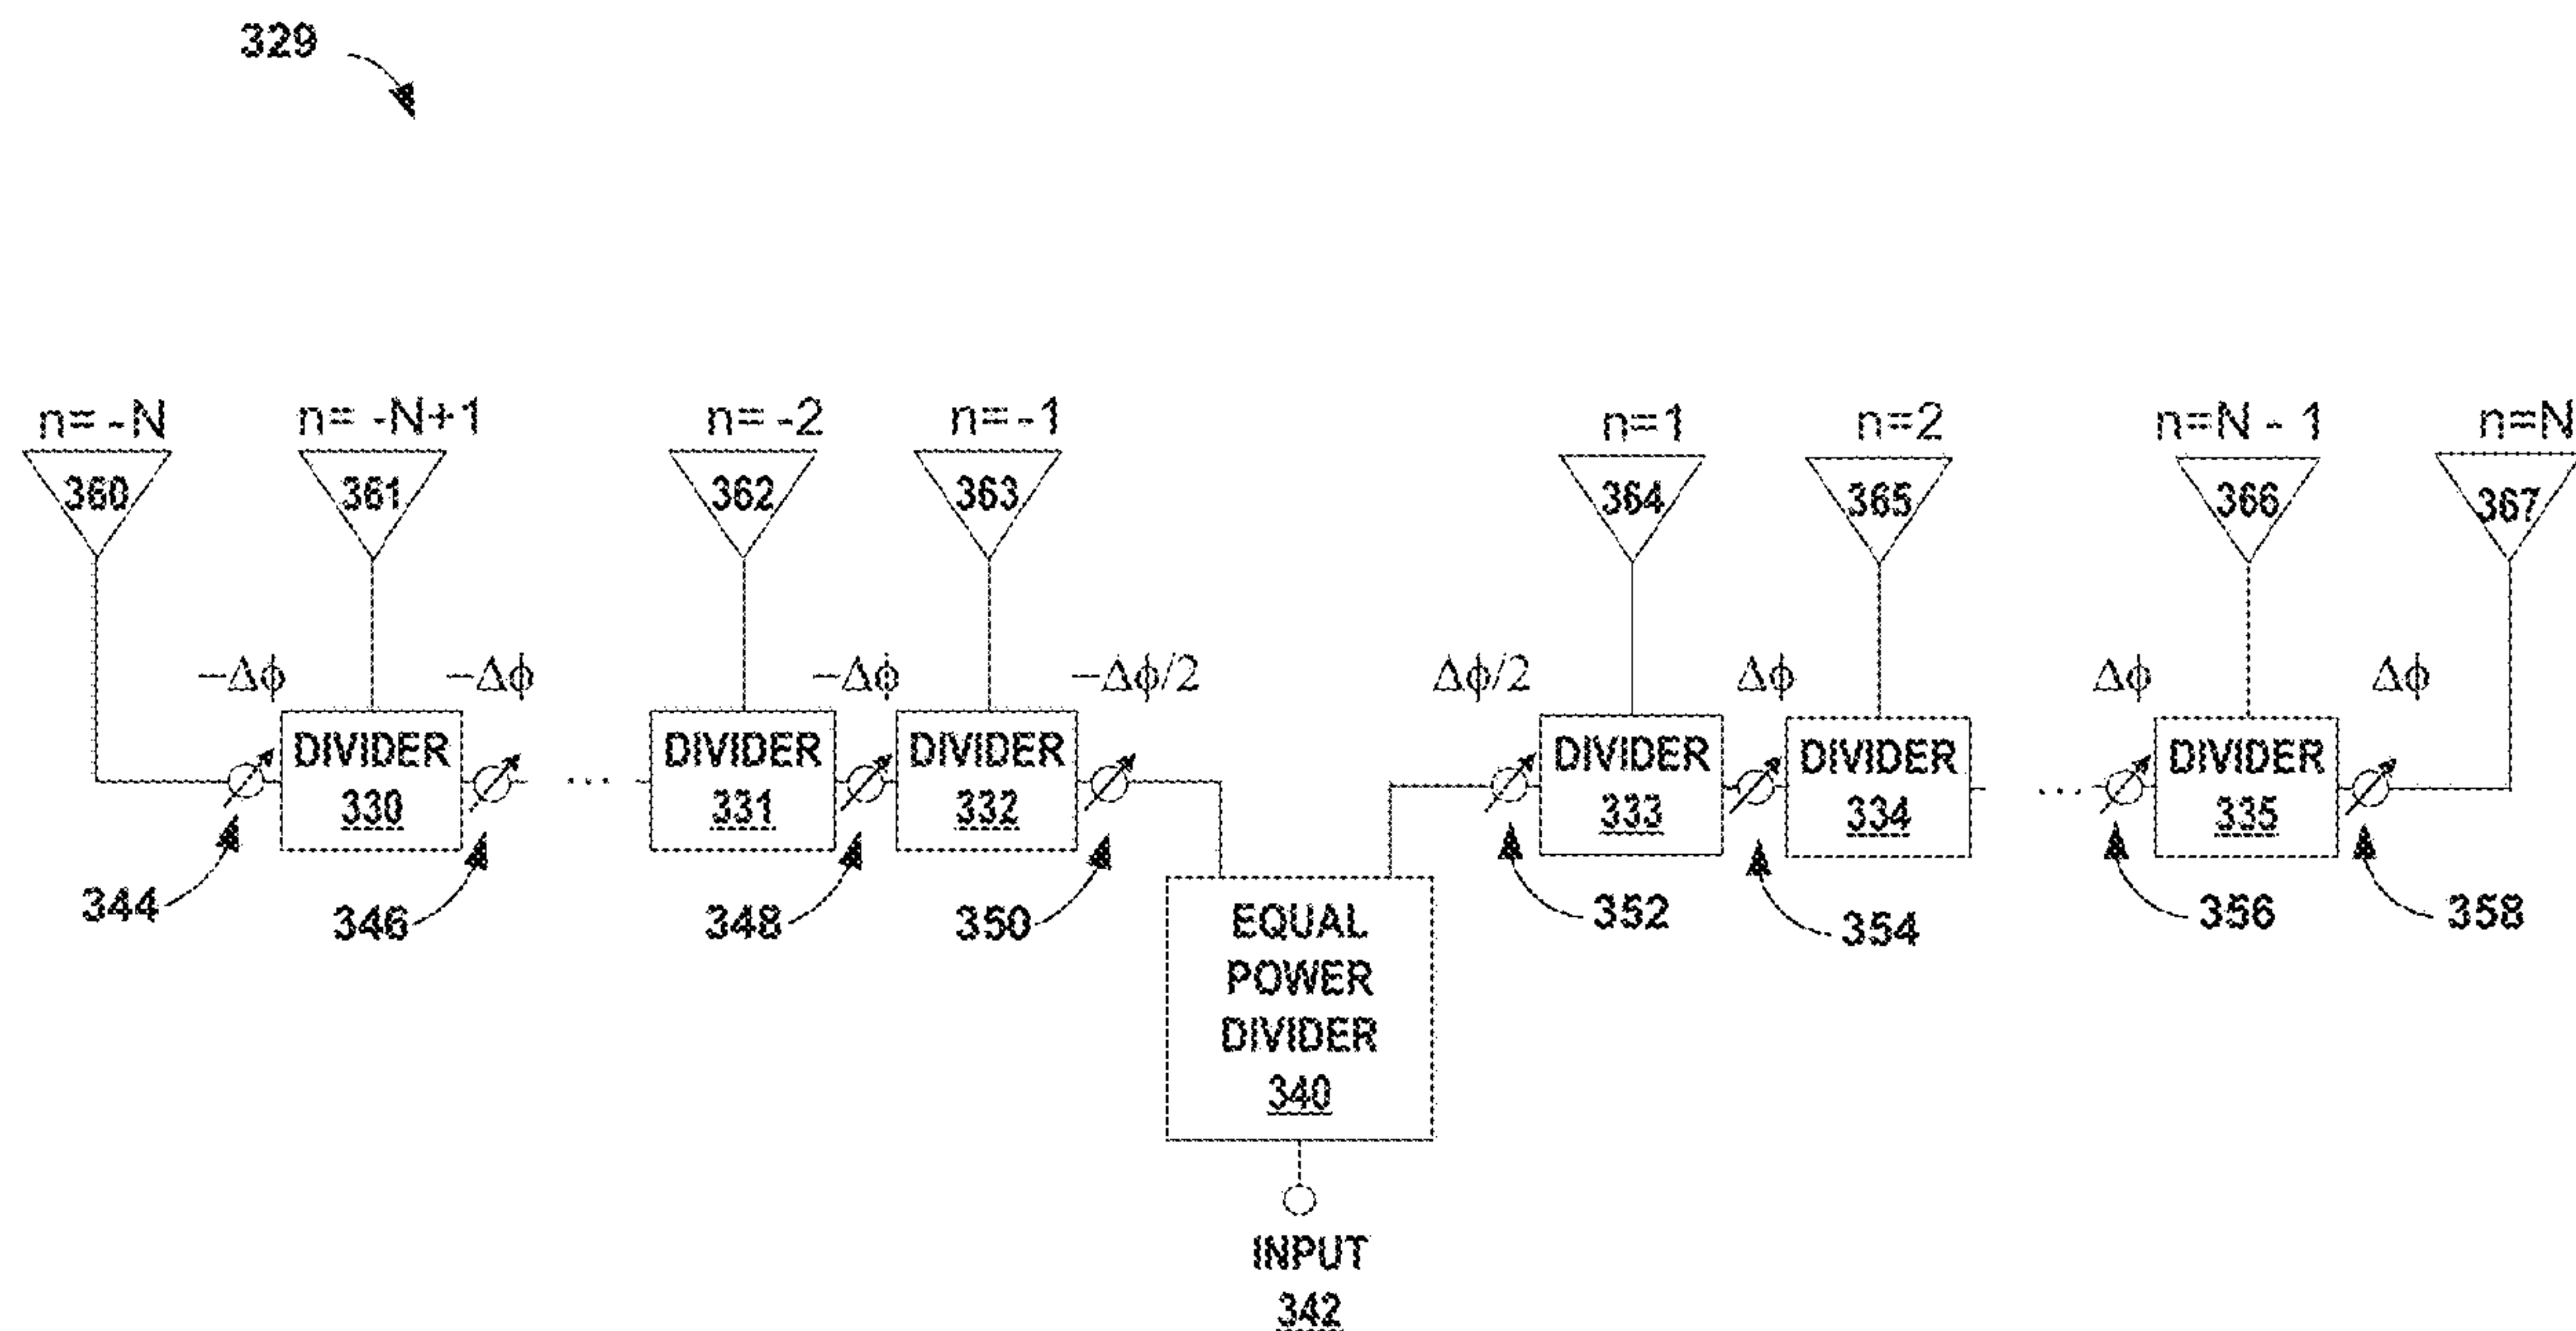 329
n= -N n= -N+1 n= -2 n= -1 n=1 n=2 n=N - 1 n=N
360 361 362 363 364 365 366 367
−Δϕ −Δϕ −Δϕ −Δϕ/2 Δϕ/2 Δϕ Δϕ Δϕ
DIVIDER DIVIDER DIVIDER DIVIDER DIVIDER DIVIDER
330 ... 331 332 333 334 ... 335
344 346 348 350 352 354 356 358
EQUAL
POWER
DIVIDER
340
INPUT
342